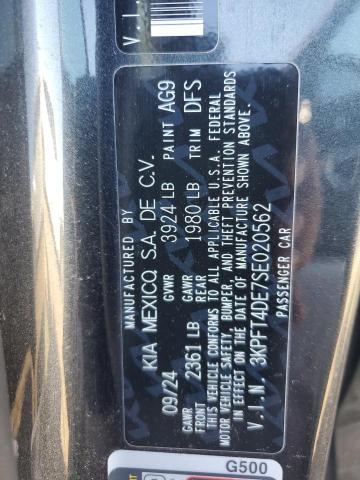 V.I.
MANUFACTURED BY
KIA MEXICO, S.A. DE C.V.
09/24 GVWR 3924 LB PAINT AG9
GAWR FRONT 2361 LB GAWR REAR 1980 LB TRIM DFS
THIS VEHICLE CONFORMS TO ALL APPLICABLE U.S.A. FEDERAL
MOTOR VEHICLE SAFETY, BUMPER, AND THEFT PREVENTION STANDARDS
IN EFFECT ON THE DATE OF MANUFACTURE SHOWN ABOVE.
V.I.N. 3KPFT4DE7SE020562
PASSENGER CAR
G500